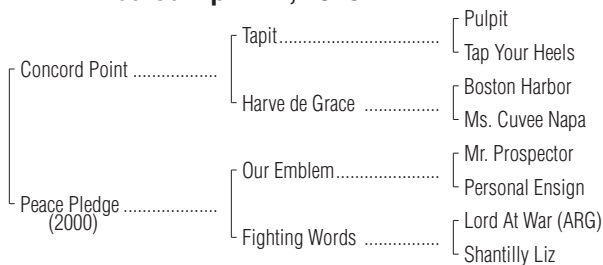 Pulpit
Tapit
Tap Your Heels
Concord Point
Boston Harbor
Harve de Grace
Ms. Cuvee Napa
Mr. Prospector
Our Emblem
Personal Ensign
Peace Pledge
(2000)
Lord At War (ARG)
Fighting Words
Shantilly Liz